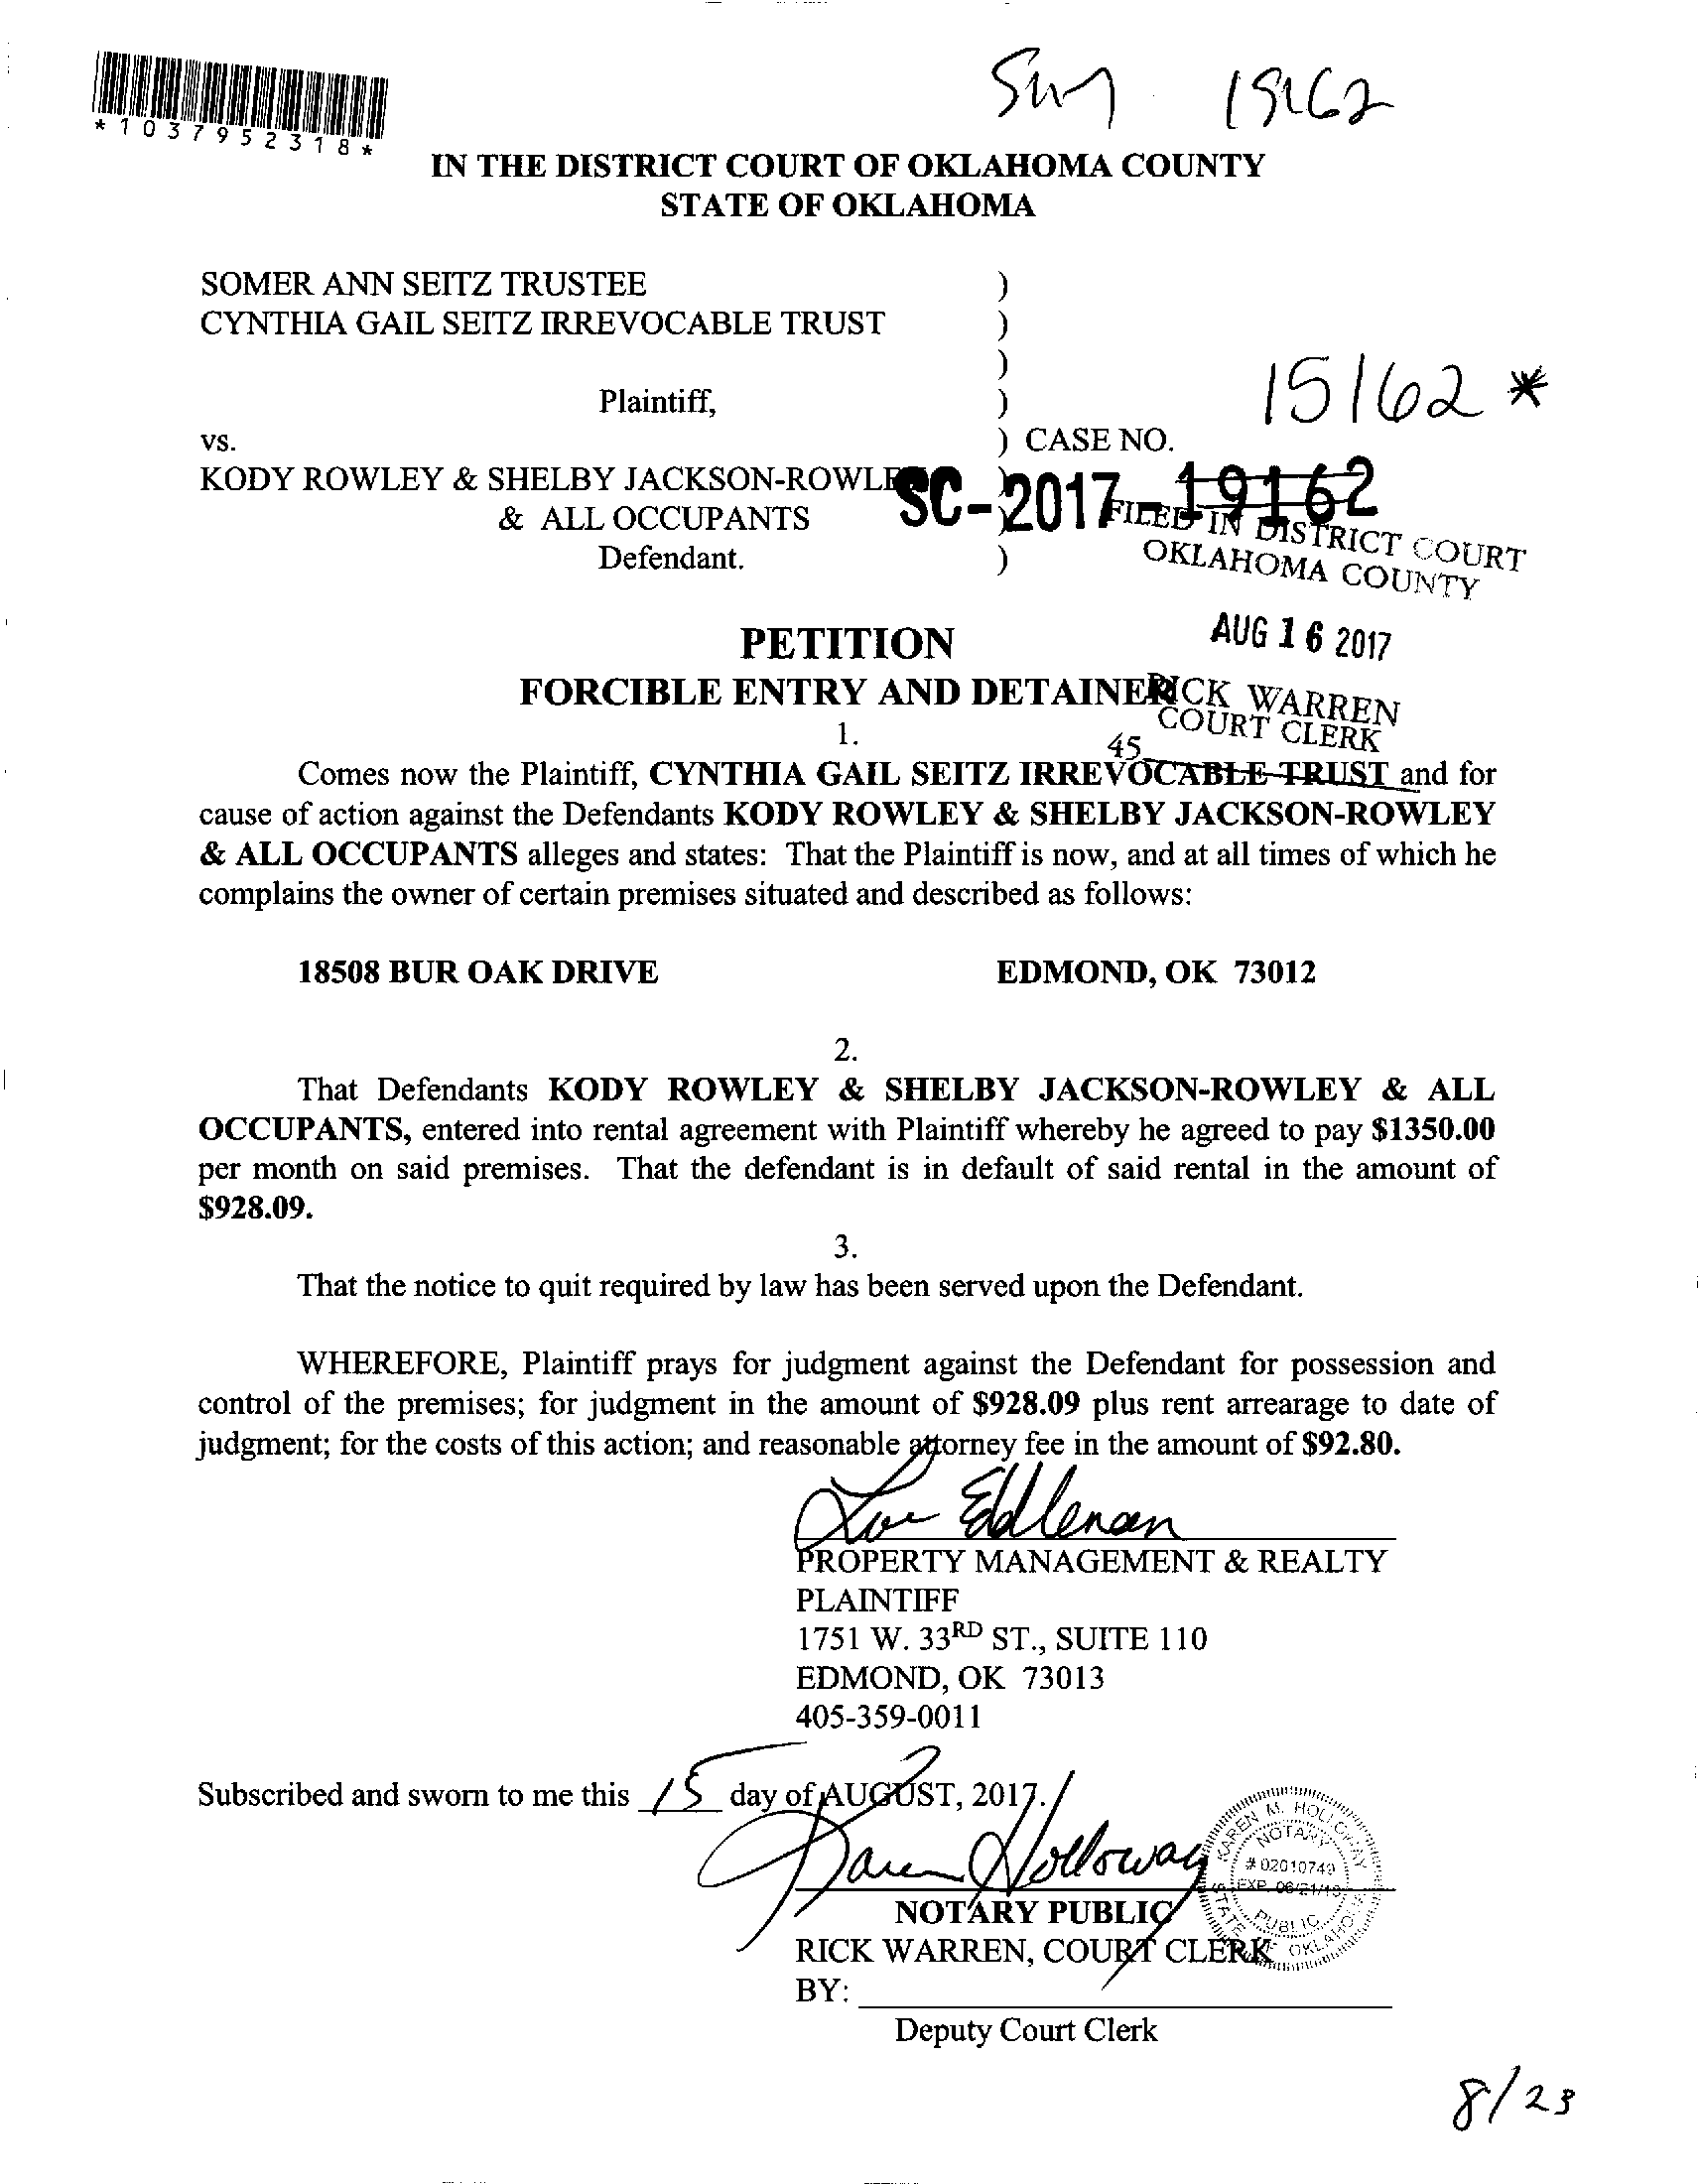 *1037952318*
IN THE DISTRICT COURT OF OKLAHOMA COUNTY
STATE OF OKLAHOMA
SOMER ANN SEITZ TRUSTEE )
CYNTHIA GAIL SEITZ IRREVOCABLE TRUST )
)
Plaintiff, )
15162 *
vs. ) CASE NO.
KODY ROWLEY & SHELBY JACKSON-ROWLE
SC-2017-19162
& ALL OCCUPANTS )
Defendant. )
FILED IN DISTRICT COURT
OKLAHOMA COUNTY
AUG 16 2017
RICK WARREN
COURT CLERK
45
PETITION
FORCIBLE ENTRY AND DETAINER
1.
Comes now the Plaintiff, CYNTHIA GAIL SEITZ IRREVOCABLE TRUST and for
cause of action against the Defendants KODY ROWLEY & SHELBY JACKSON-ROWLEY
& ALL OCCUPANTS alleges and states: That the Plaintiff is now, and at all times of which he
complains the owner of certain premises situated and described as follows:
18508 BUR OAK DRIVE EDMOND, OK 73012
2.
That Defendants KODY ROWLEY & SHELBY JACKSON-ROWLEY & ALL
OCCUPANTS, entered into rental agreement with Plaintiff whereby he agreed to pay $1350.00
per month on said premises. That the defendant is in default of said rental in the amount of
$928.09.
3.
That the notice to quit required by law has been served upon the Defendant.
WHEREFORE, Plaintiff prays for judgment against the Defendant for possession and
control of the premises; for judgment in the amount of $928.09 plus rent arrearage to date of
judgment; for the costs of this action; and reasonable attorney fee in the amount of $92.80.
Eddleman
PROPERTY MANAGEMENT & REALTY
PLAINTIFF
1751 W. 33RD ST., SUITE 110
EDMOND, OK 73013
405-359-0011
Subscribed and sworn to me this 15 day of AUGUST, 2017.
Karen Holloway
KAREN M. HOLLOWAY
NOTARY
# 02010749
PUBLIC
STATE OF OKLAHOMA
NOTARY PUBLIC
RICK WARREN, COURT CLERK
BY:
Deputy Court Clerk
8/23